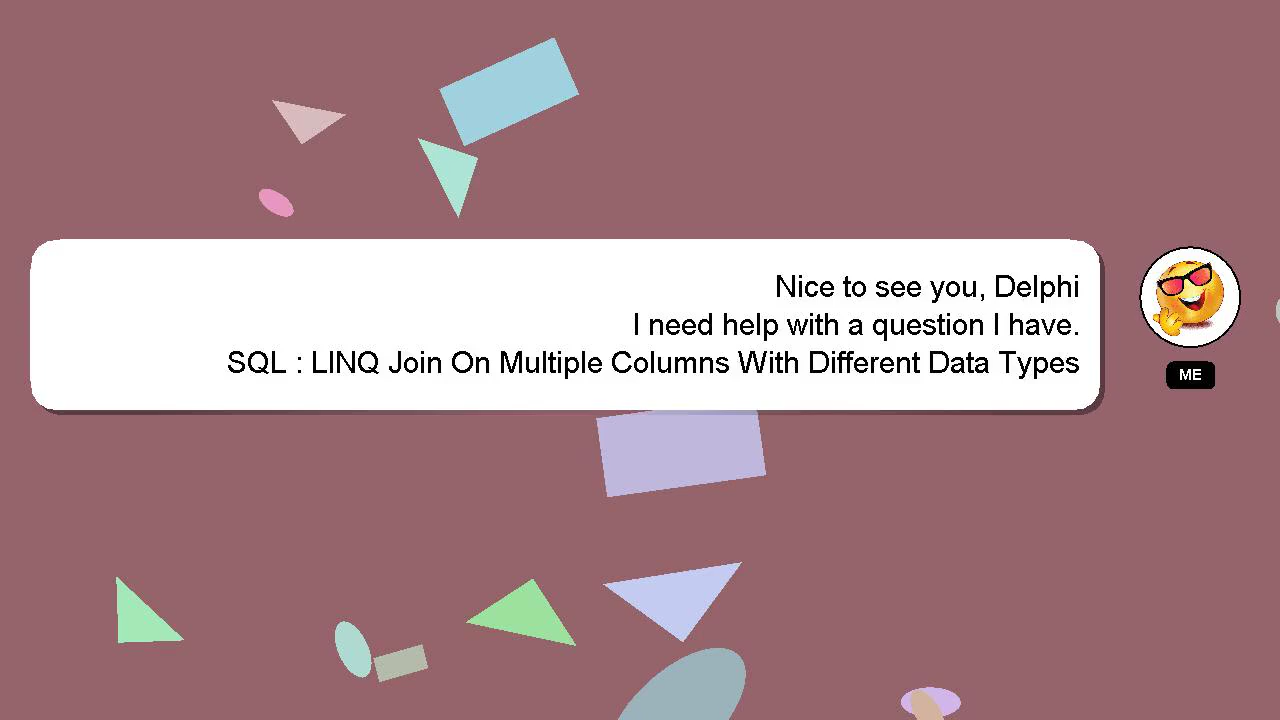 Nice to see you, Delphi
I need help with a question I have.
SQL : LINQ Join On Multiple Columns With Different Data Types
ME